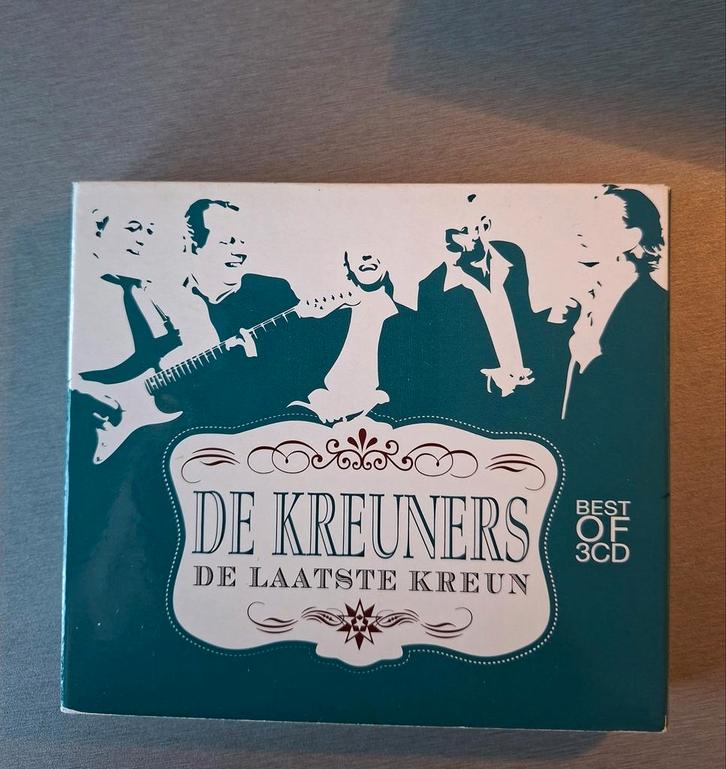 DE KREUNERS
DE LAATSTE KREUN
BEST
OF
3CD